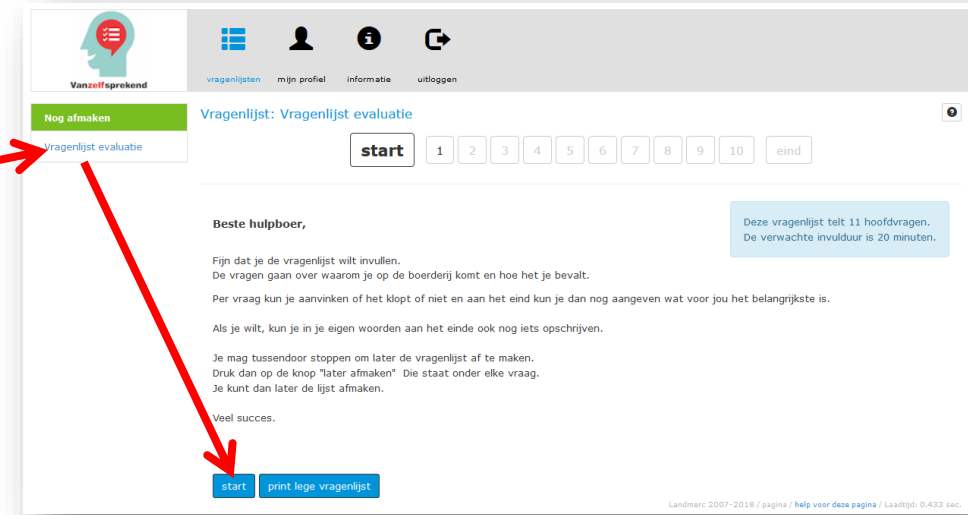 Vanzelfsprekend
vragenlijsten mijn profiel informatie uitloggen
Nog afmaken
Vragenlijst evaluatie
Vragenlijst: Vragenlijst evaluatie
start 1 2 3 4 5 6 7 8 9 10 eind
Beste hulpboer,
Deze vragenlijst telt 11 hoofdvragen.
De verwachte invulduur is 20 minuten.
Fijn dat je de vragenlijst wilt invullen.
De vragen gaan over waarom je op de boerderij komt en hoe het je bevalt.
Per vraag kun je aanvinken of het klopt of niet en aan het eind kun je dan nog aangeven wat voor jou het belangrijkste is.
Als je wilt, kun je in je eigen woorden aan het einde ook nog iets opschrijven.
Je mag tussendoor stoppen om later de vragenlijst af te maken.
Druk dan op de knop "later afmaken" Die staat onder elke vraag.
Je kunt dan later de lijst afmaken.
Veel succes.
start print lege vragenlijst
Landmerc 2007-2018 / pagina / help voor deze pagina / Laadtijd: 0.433 sec.